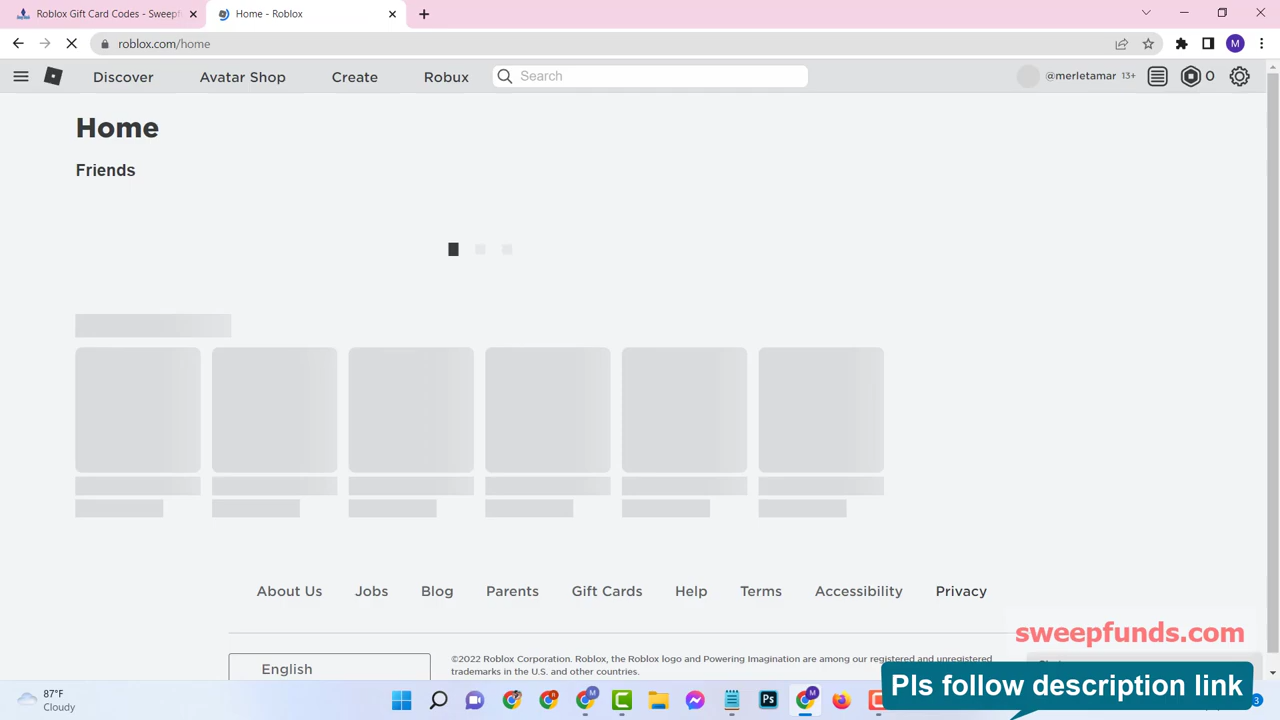 Roblox Gift Card Codes - Sweepf
Home - Roblox
roblox.com/home
M
Discover
Avatar Shop
Create
Robux
Search
@merletamar 13+
0
Home
Friends
About Us
Jobs
Blog
Parents
Gift Cards
Help
Terms
Accessibility
Privacy
sweepfunds.com
©2022 Roblox Corporation. Roblox, the Roblox logo and Powering Imagination are among our registered and unregistered
trademarks in the U.S. and other countries.
English
Pls follow description link
87°F
Cloudy
M
Ps
M
3